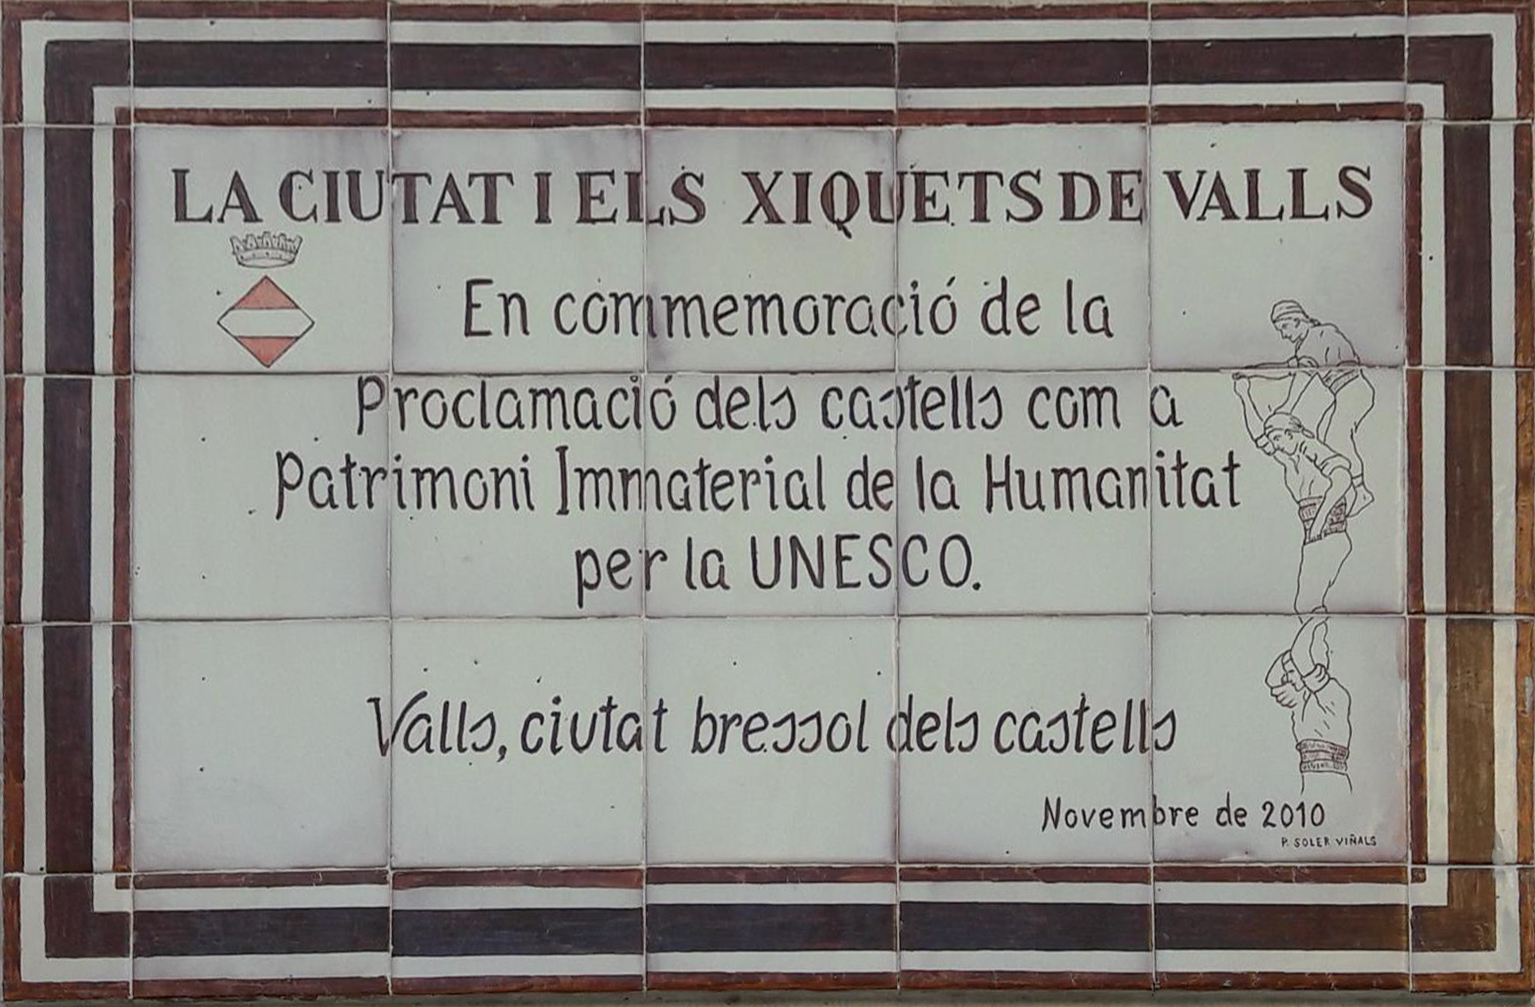 LA CIUTAT I ELS XIQUETS DE VALLS
En commemoració de la
Proclamació dels castells com a
Patrimoni Immaterial de la Humanitat
per la UNESCO.
Valls, ciutat bressol dels castells
Novembre de 2010
P. SOLER VIÑALS